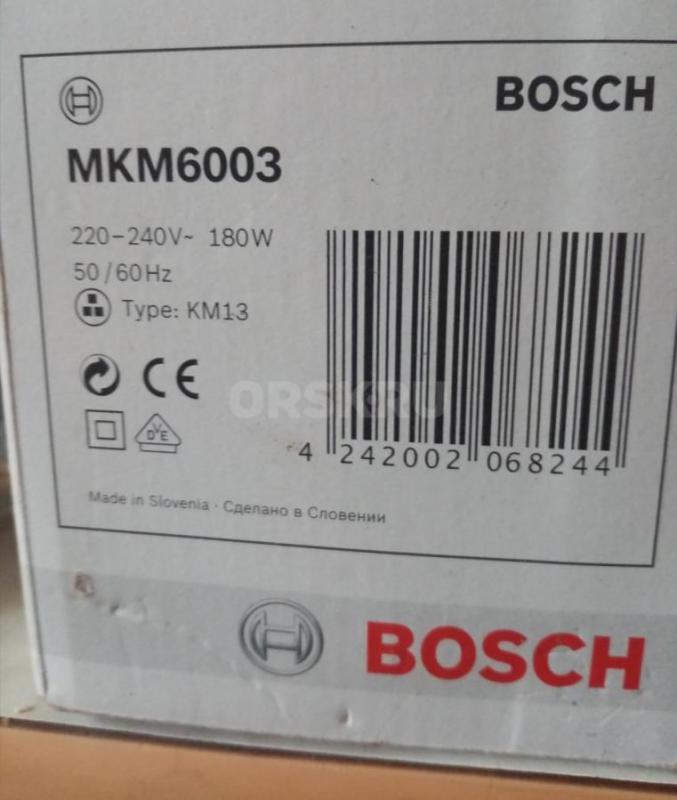 BOSCH
MKM6003
220–240V~ 180W
50/60Hz
Type: KM13
CE
VDE
ORSK.RU
4 242002 068244
Made in Slovenia · Сделано в Словении
BOSCH